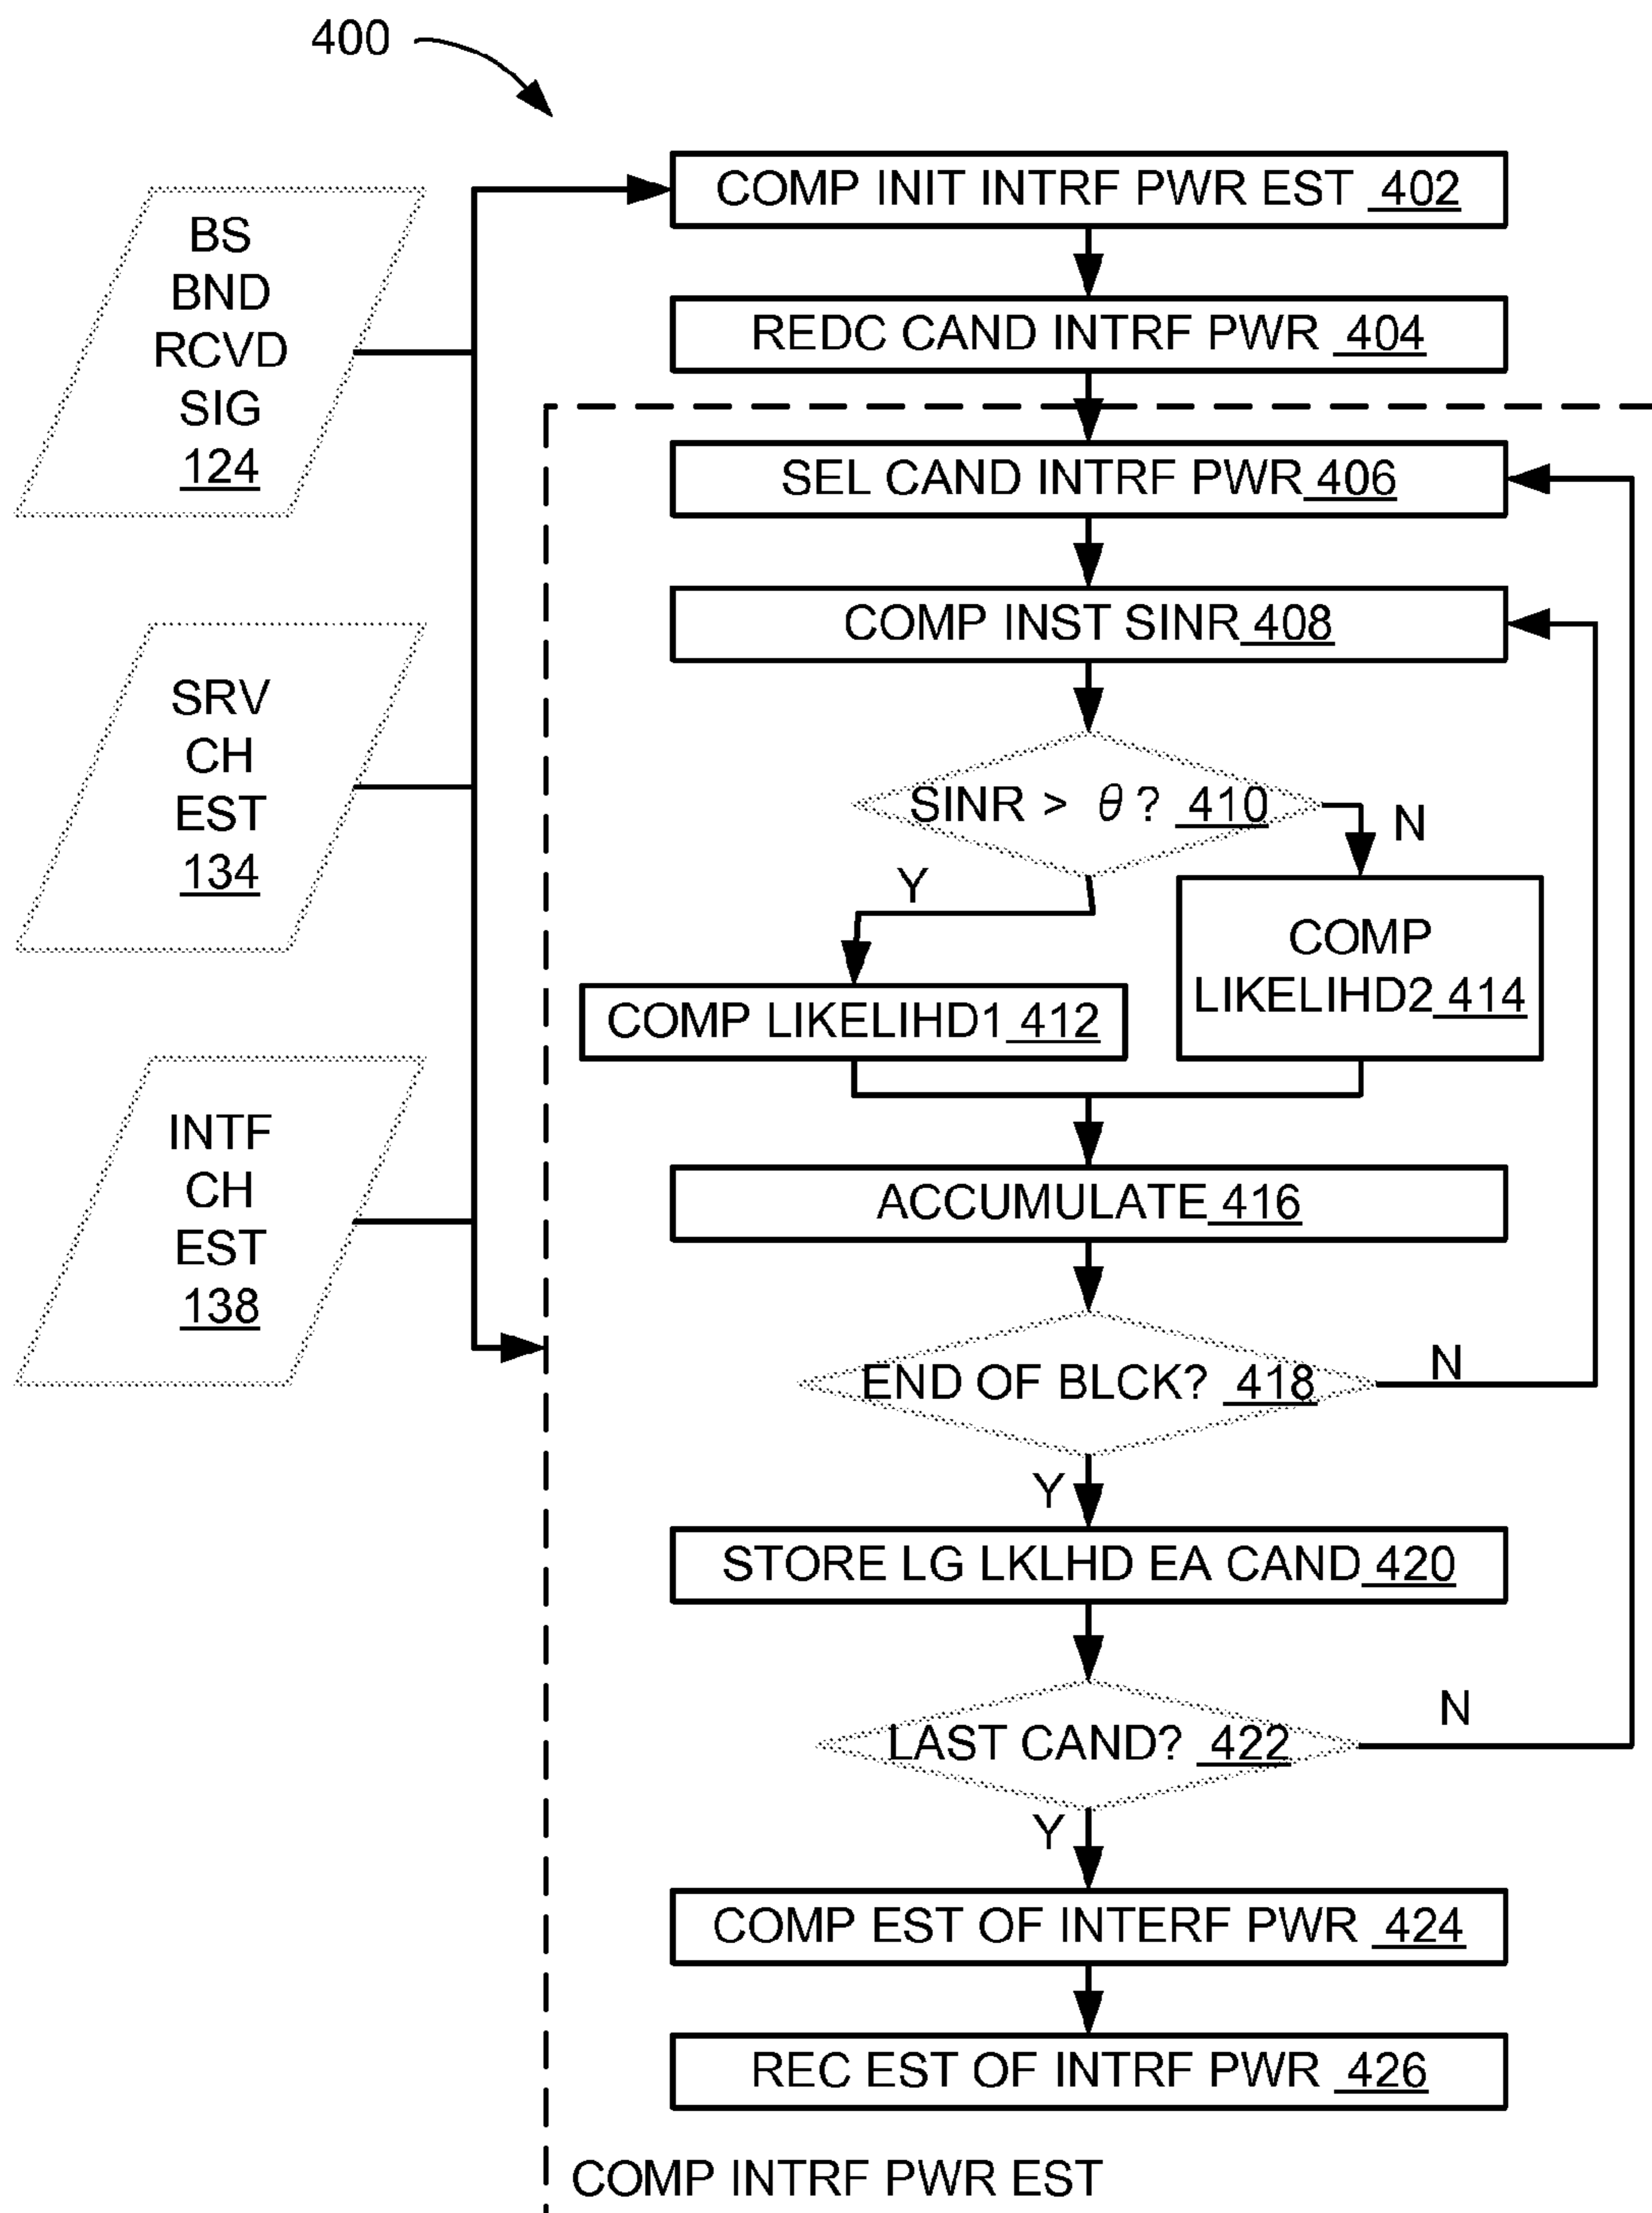 400
COMP INIT INTRF PWR EST 402
BS
BND
RCVD
SIG
124
REDC CAND INTRF PWR 404
SEL CAND INTRF PWR 406
COMP INST SINR 408
SRV
CH
EST
134
SINR > θ ? 410
N
Y
COMP
LIKELIHD2 414
COMP LIKELIHD1 412
INTF
CH
EST
138
ACCUMULATE 416
END OF BLCK? 418
N
Y
STORE LG LKLHD EA CAND 420
LAST CAND? 422
N
Y
COMP EST OF INTERF PWR 424
REC EST OF INTRF PWR 426
COMP INTRF PWR EST